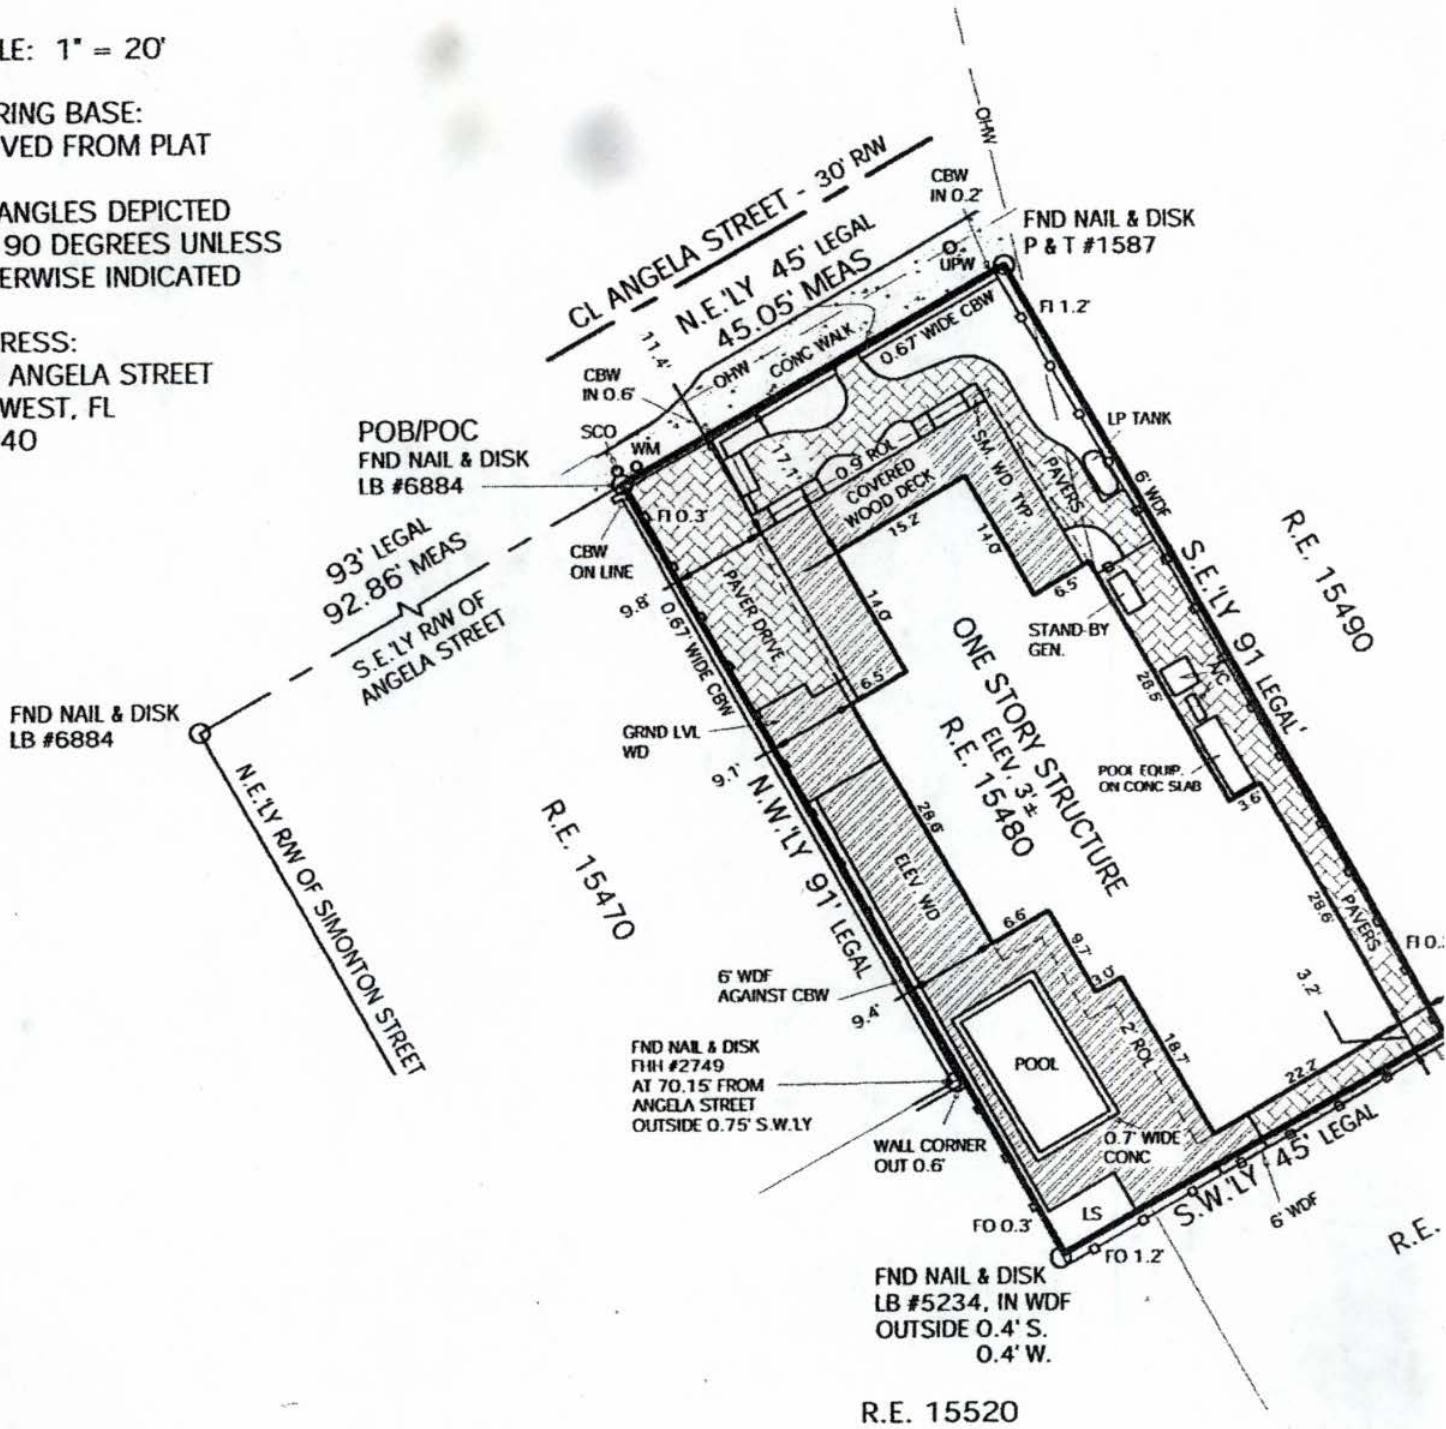 LE: 1" = 20'
RING BASE:
VED FROM PLAT
ANGLES DEPICTED
90 DEGREES UNLESS
ERWISE INDICATED
RESS:
ANGELA STREET
WEST, FL
40
CL ANGELA STREET - 30' R/W
N.E.'LY 45' LEGAL
45.05' MEAS
CBW
IN 0.2'
OHW
FND NAIL & DISK
P & T #1587
UPW
FI 1.2'
11.4'
OHW
CONC WALK
0.67' WIDE CBW
CBW
IN 0.6'
SCO
WM
POB/POC
FND NAIL & DISK
LB #6884
FI 0.3'
CBW
ON LINE
17.1'
0.9' ROL
COVERED
WOOD DECK
SM. WD. TYP.
PAVERS
LP TANK
6' WDF
15.2'
14.0'
14.0'
6.5'
6.5'
93' LEGAL
92.86' MEAS
S.E.'LY R/W OF
ANGELA STREET
9.8'
0.67' WIDE CBW
PAVER DRIVE
STAND-BY
GEN.
S.E.'LY 91 LEGAL'
R.E. 15490
A/C
26.5'
FND NAIL & DISK
LB #6884
GRND LVL
WD
9.1'
ONE STORY STRUCTURE
ELEV. 3'±
R.E. 15480
POOL EQUIP.
ON CONC SLAB
3.6'
N.E.'LY R/W OF SIMONTON STREET
R.E. 15470
N.W.'LY 91' LEGAL
28.6'
ELEV. WD
6.6'
9.7'
3.0'
28.6'
PAVERS
FI 0.
3.2'
6' WDF
AGAINST CBW
9.4'
FND NAIL & DISK
FHH #2749
AT 70.15' FROM
ANGELA STREET
OUTSIDE 0.75' S.W.'LY
POOL
2' ROL
18.7'
22.2'
WALL CORNER
OUT 0.6'
0.7' WIDE
CONC
S.W.'LY 45' LEGAL
6' WDF
R.E.
LS
FO 0.3'
FO 1.2'
FND NAIL & DISK
LB #5234, IN WDF
OUTSIDE 0.4' S.
0.4' W.
R.E. 15520